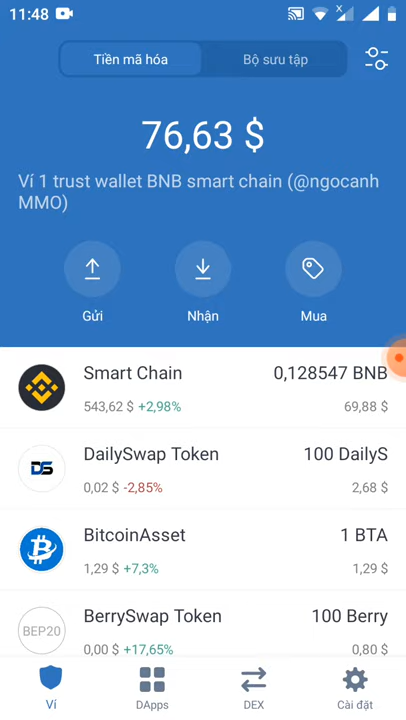 11:48
Tiền mã hóa
Bộ sưu tập
76,63 $
Ví 1 trust wallet BNB smart chain (@ngocanh
MMO)
Gửi
Nhận
Mua
Smart Chain 0,128547 BNB
543,62 $ +2,98% 69,88 $
DS
DailySwap Token 100 DailyS
0,02 $ -2,85% 2,68 $
BitcoinAsset 1 BTA
1,29 $ +7,3% 1,29 $
BEP20
BerrySwap Token 100 Berry
0,00 $ +17,65% 0,80 $
Ví
DApps
DEX
Cài đặt